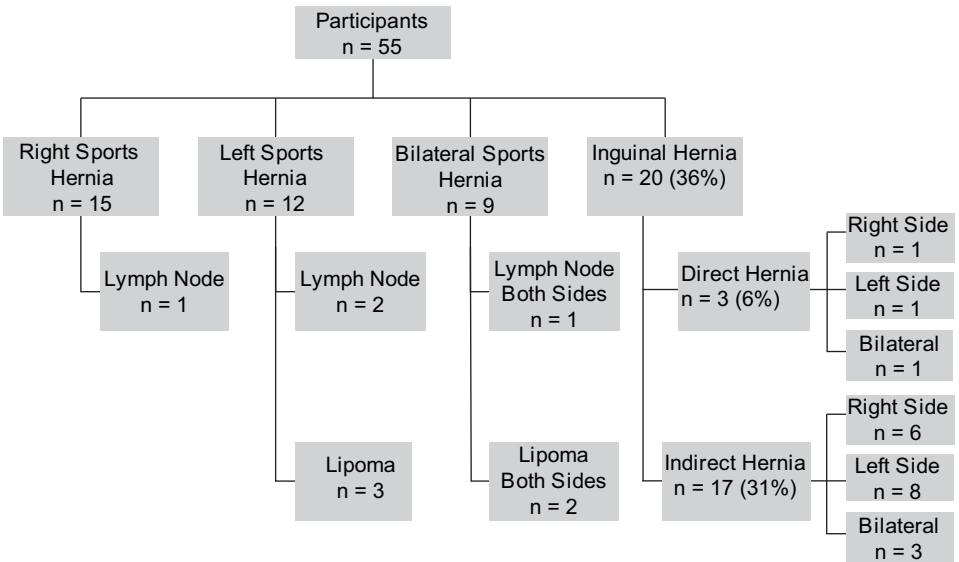 Participants
n = 55
Right Sports
Hernia
n = 15
Left Sports
Hernia
n = 12
Bilateral Sports
Hernia
n = 9
Inguinal Hernia
n = 20 (36%)
Lymph Node
n = 1
Lymph Node
n = 2
Lymph Node
Both Sides
n = 1
Direct Hernia
n = 3 (6%)
Right Side
n = 1
Left Side
n = 1
Bilateral
n = 1
Lipoma
n = 3
Lipoma
Both Sides
n = 2
Indirect Hernia
n = 17 (31%)
Right Side
n = 6
Left Side
n = 8
Bilateral
n = 3